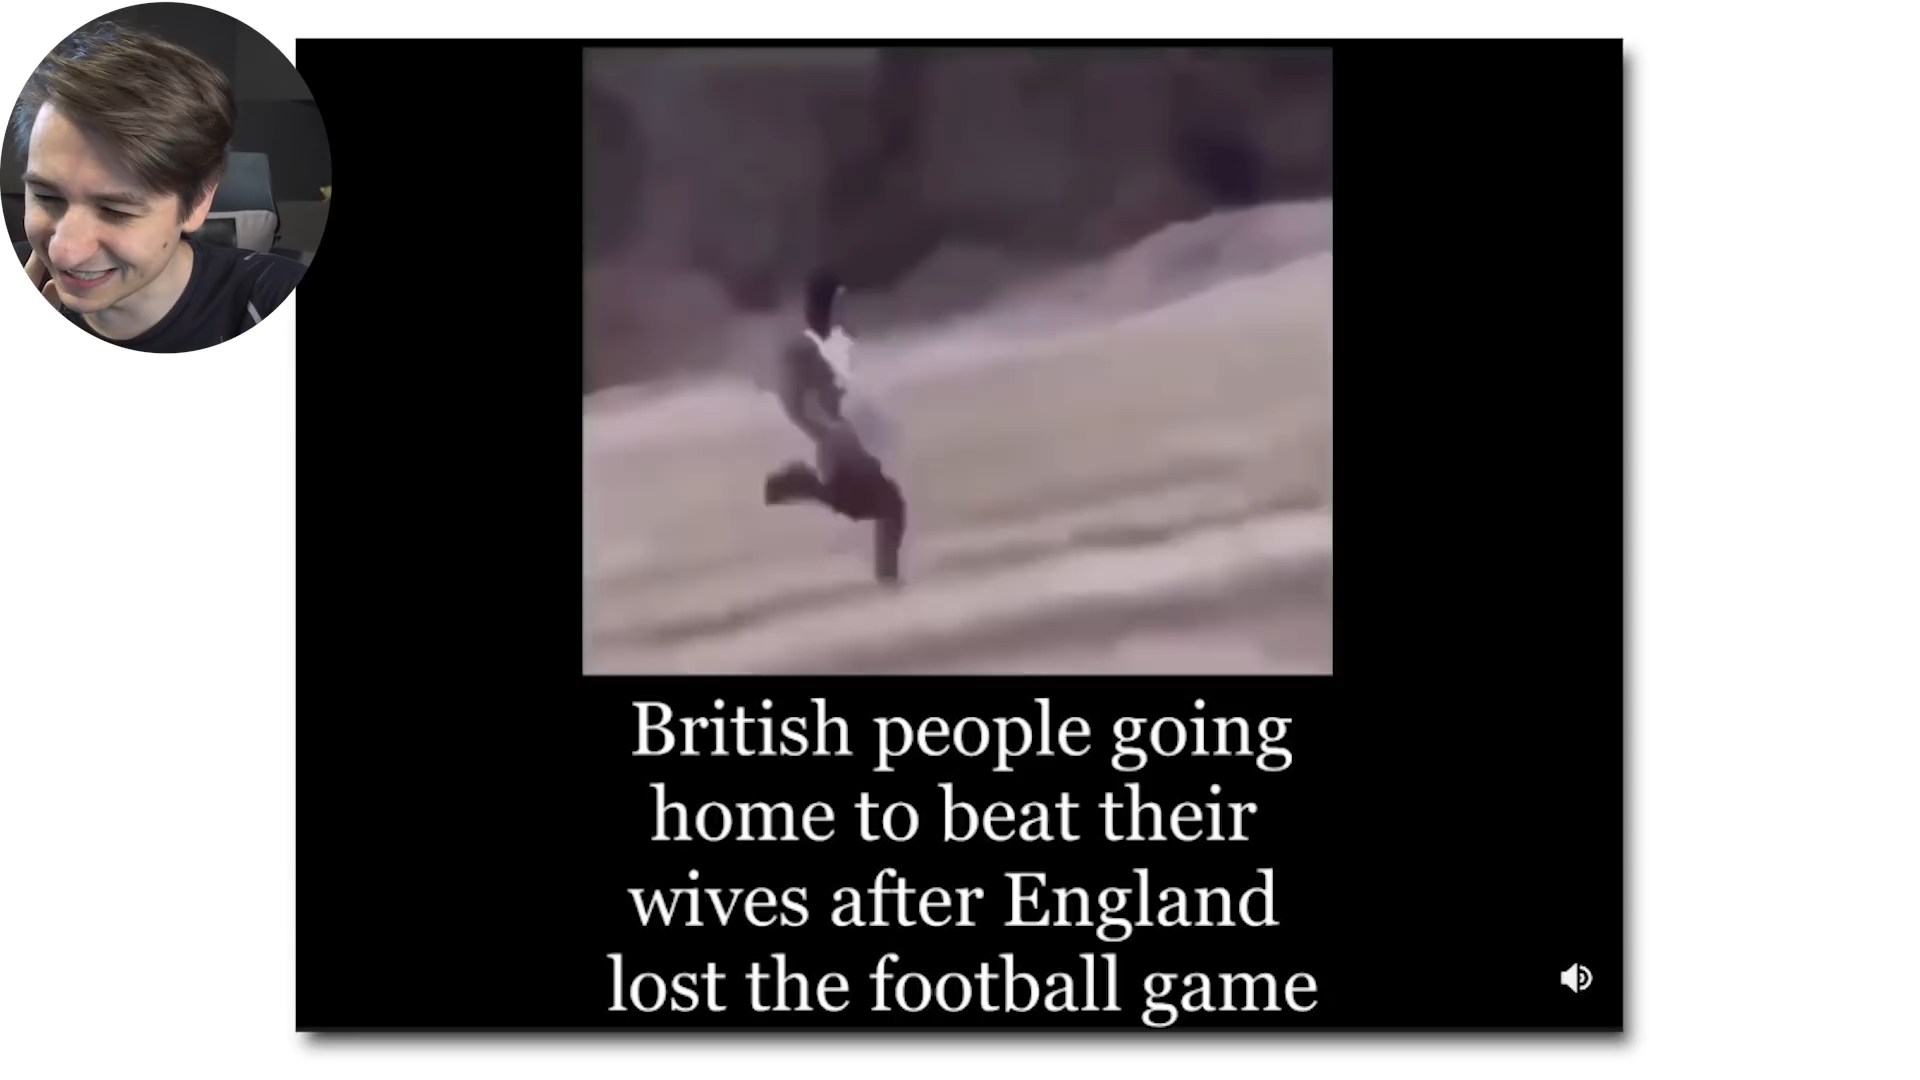 British people going
home to beat their
wives after England
lost the football game